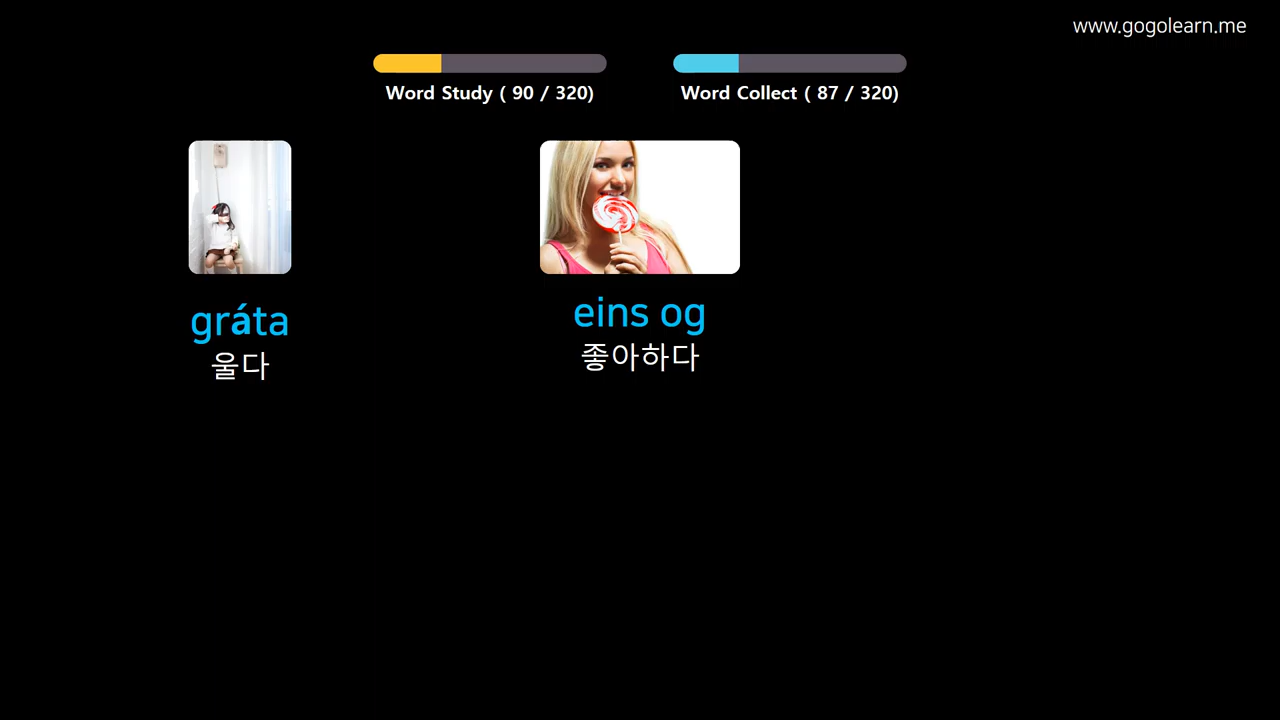 www.gogolearn.me
Word Study ( 90 / 320)
Word Collect ( 87 / 320)
gráta
울다
eins og
좋아하다